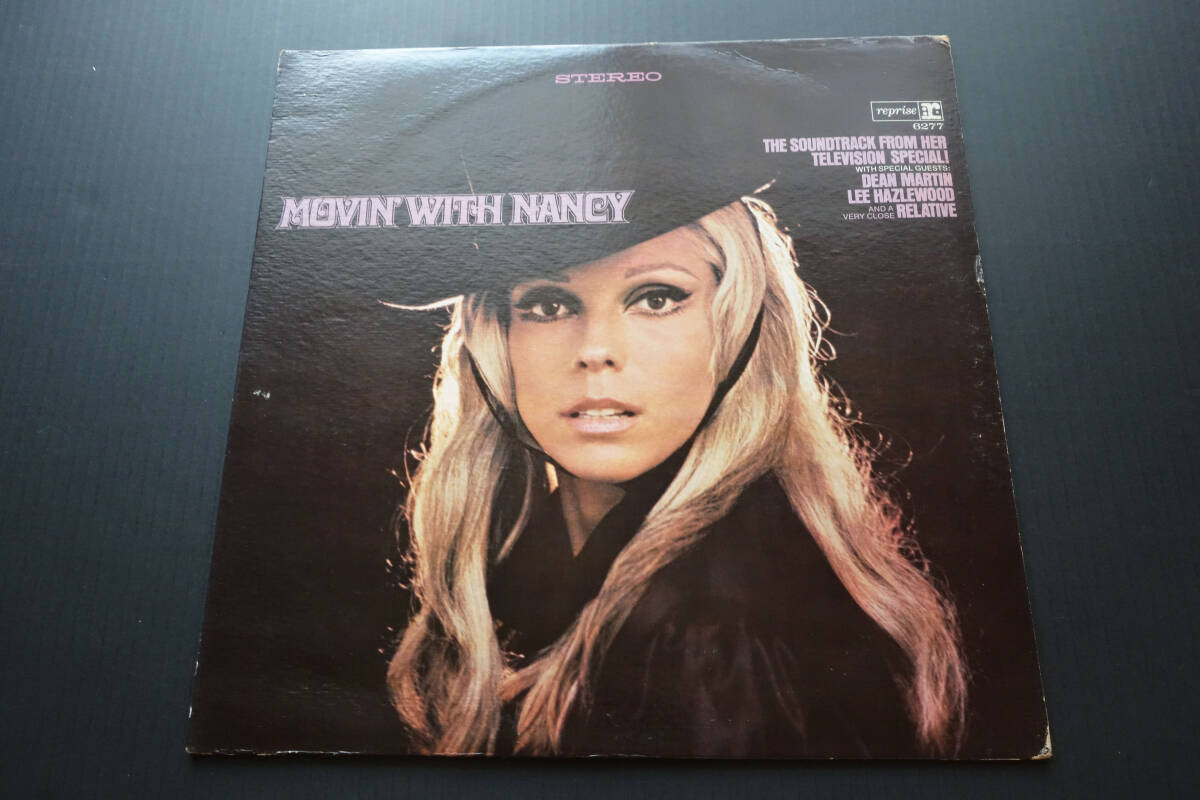 STEREO
reprise
6277
THE SOUNDTRACK FROM HER
TELEVISION SPECIAL!
WITH SPECIAL GUESTS:
DEAN MARTIN
LEE HAZLEWOOD
AND A
VERY CLOSE RELATIVE
MOVIN' WITH NANCY